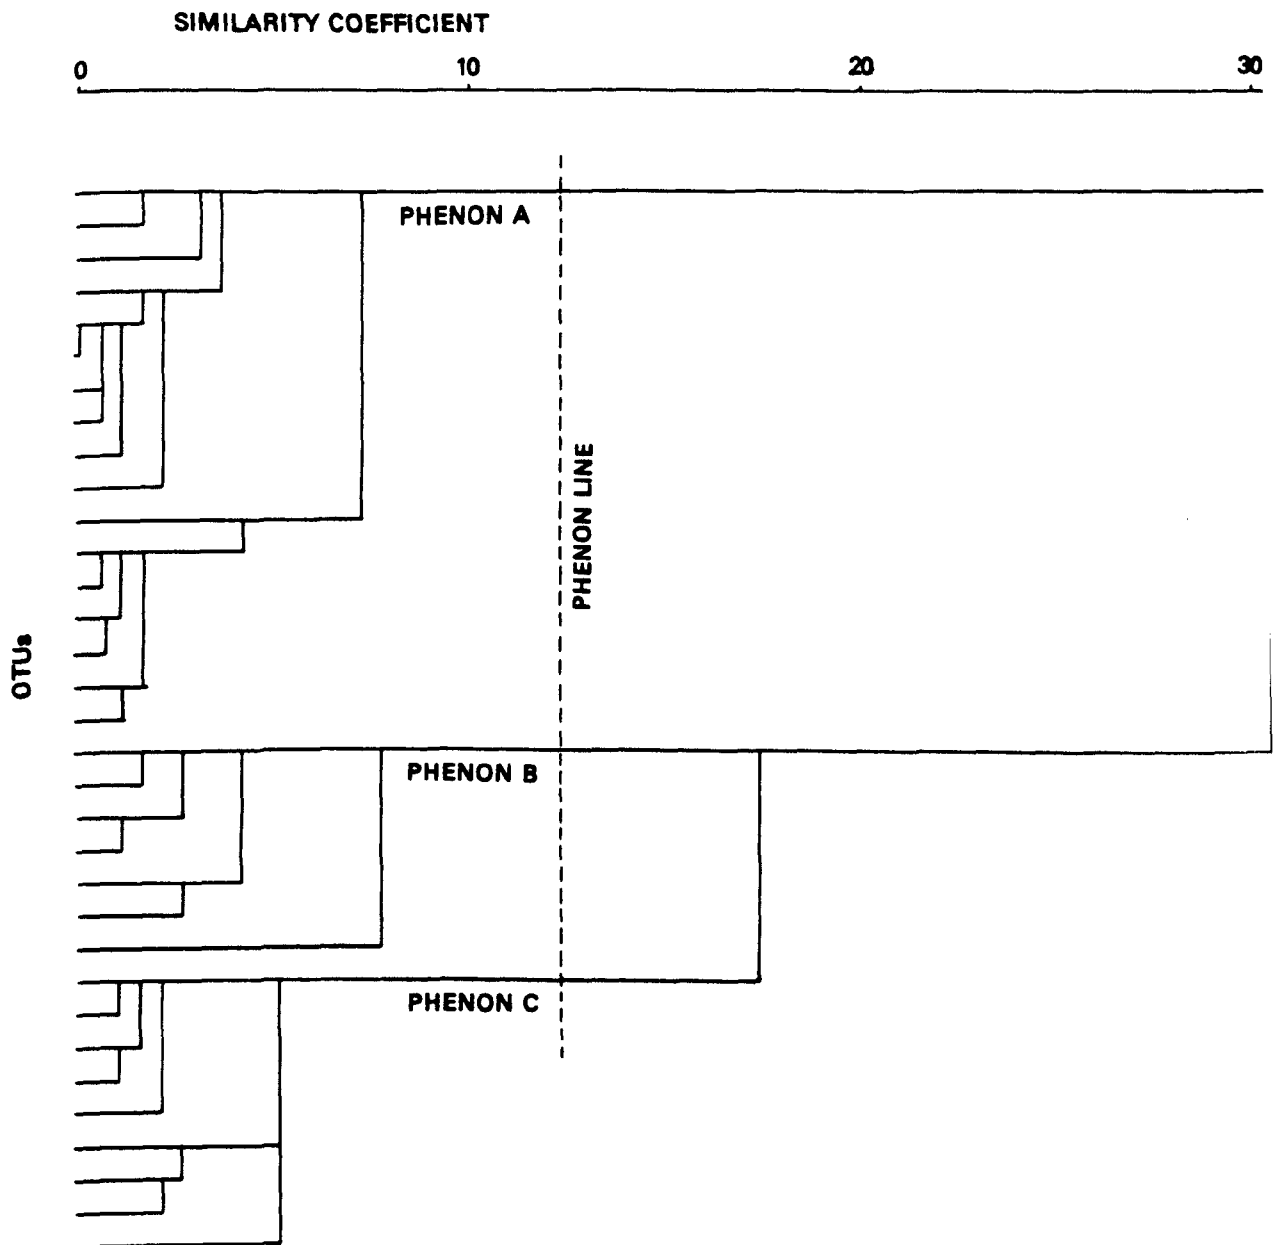 SIMILARITY COEFFICIENT
0 10 20 30
PHENON A
PHENON LINE
OTUs
PHENON B
PHENON C